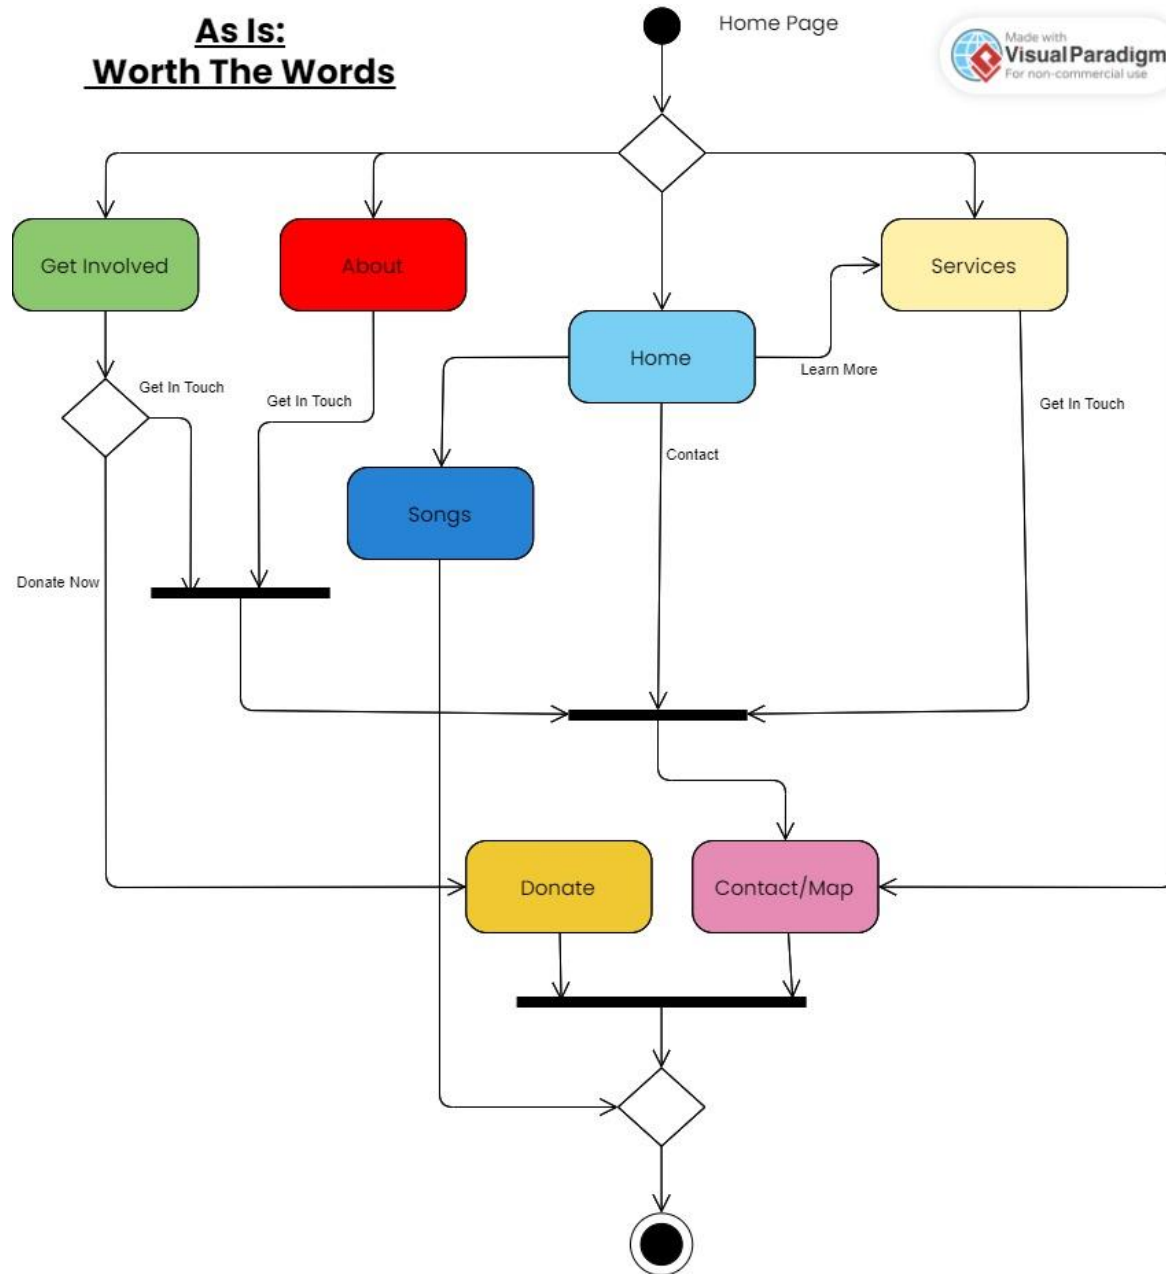 As Is:
Worth The Words
Home Page
Made with
Visual Paradigm
For non-commercial use
Get Involved
About
Services
Home
Learn More
Get In Touch
Get In Touch
Get In Touch
Contact
Songs
Donate Now
Donate
Contact/Map